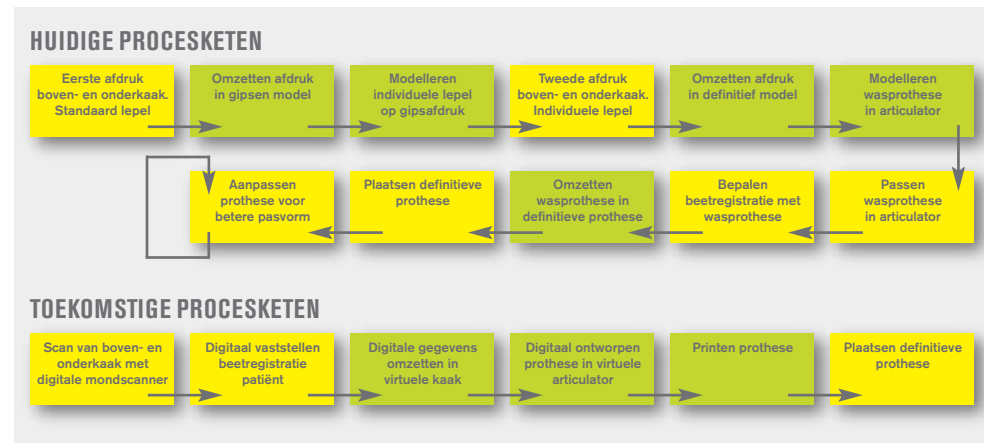 HUIDIGE PROCESKETEN
Eerste afdruk
boven- en onderkaak.
Standaard lepel
Omzetten afdruk
in gipsen model
Modelleren
individuele lepel
op gipsafdruk
Tweede afdruk
boven- en onderkaak.
Individuele lepel
Omzetten afdruk
in definitief model
Modelleren
wasprothese
in articulator
Aanpassen
prothese voor
betere pasvorm
Plaatsen definitieve
prothese
Omzetten
wasprothese in
definitieve prothese
Bepalen
beetregistratie met
wasprothese
Passen
wasprothese
in articulator
TOEKOMSTIGE PROCESKETEN
Scan van boven- en
onderkaak met
digitale mondscanner
Digitaal vaststellen
beetregistratie
patiënt
Digitale gegevens
omzetten in
virtuele kaak
Digitaal ontworpen
prothese in virtuele
articulator
Printen prothese
Plaatsen definitieve
prothese